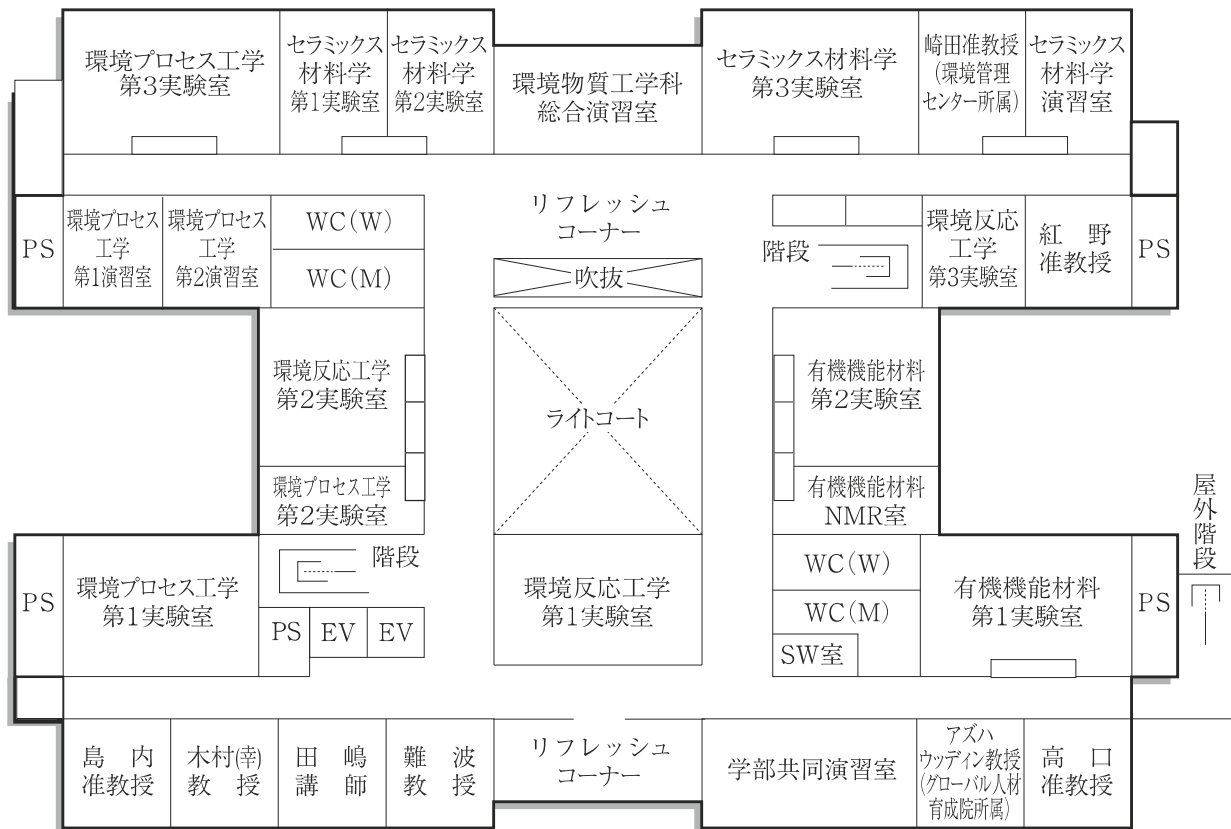 環境プロセス工学
第3実験室
セラミックス
材料学
第1実験室
セラミックス
材料学
第2実験室
環境物質工学科
総合演習室
セラミックス材料学
第3実験室
崎田准教授
(環境管理
センター所属)
セラミックス
材料学
演習室
PS
環境プロセス
工学
第1演習室
環境プロセス
工学
第2演習室
WC(W)
WC(M)
リフレッシュ
コーナー
吹抜
階段
環境反応
工学
第3実験室
紅 野
准教授
PS
環境反応工学
第2実験室
ライトコート
有機機能材料
第2実験室
環境プロセス工学
第2実験室
有機機能材料
NMR室
屋外階段
PS
環境プロセス工学
第1実験室
階段
PS
EV
EV
環境反応工学
第1実験室
WC(W)
WC(M)
SW室
有機機能材料
第1実験室
PS
島 内
准教授
木村(幸)
教 授
田 嶋
講 師
難 波
教 授
リフレッシュ
コーナー
学部共同演習室
アズハ
ウッディン教授
(グローバル人材
育成院所属)
高 口
准教授